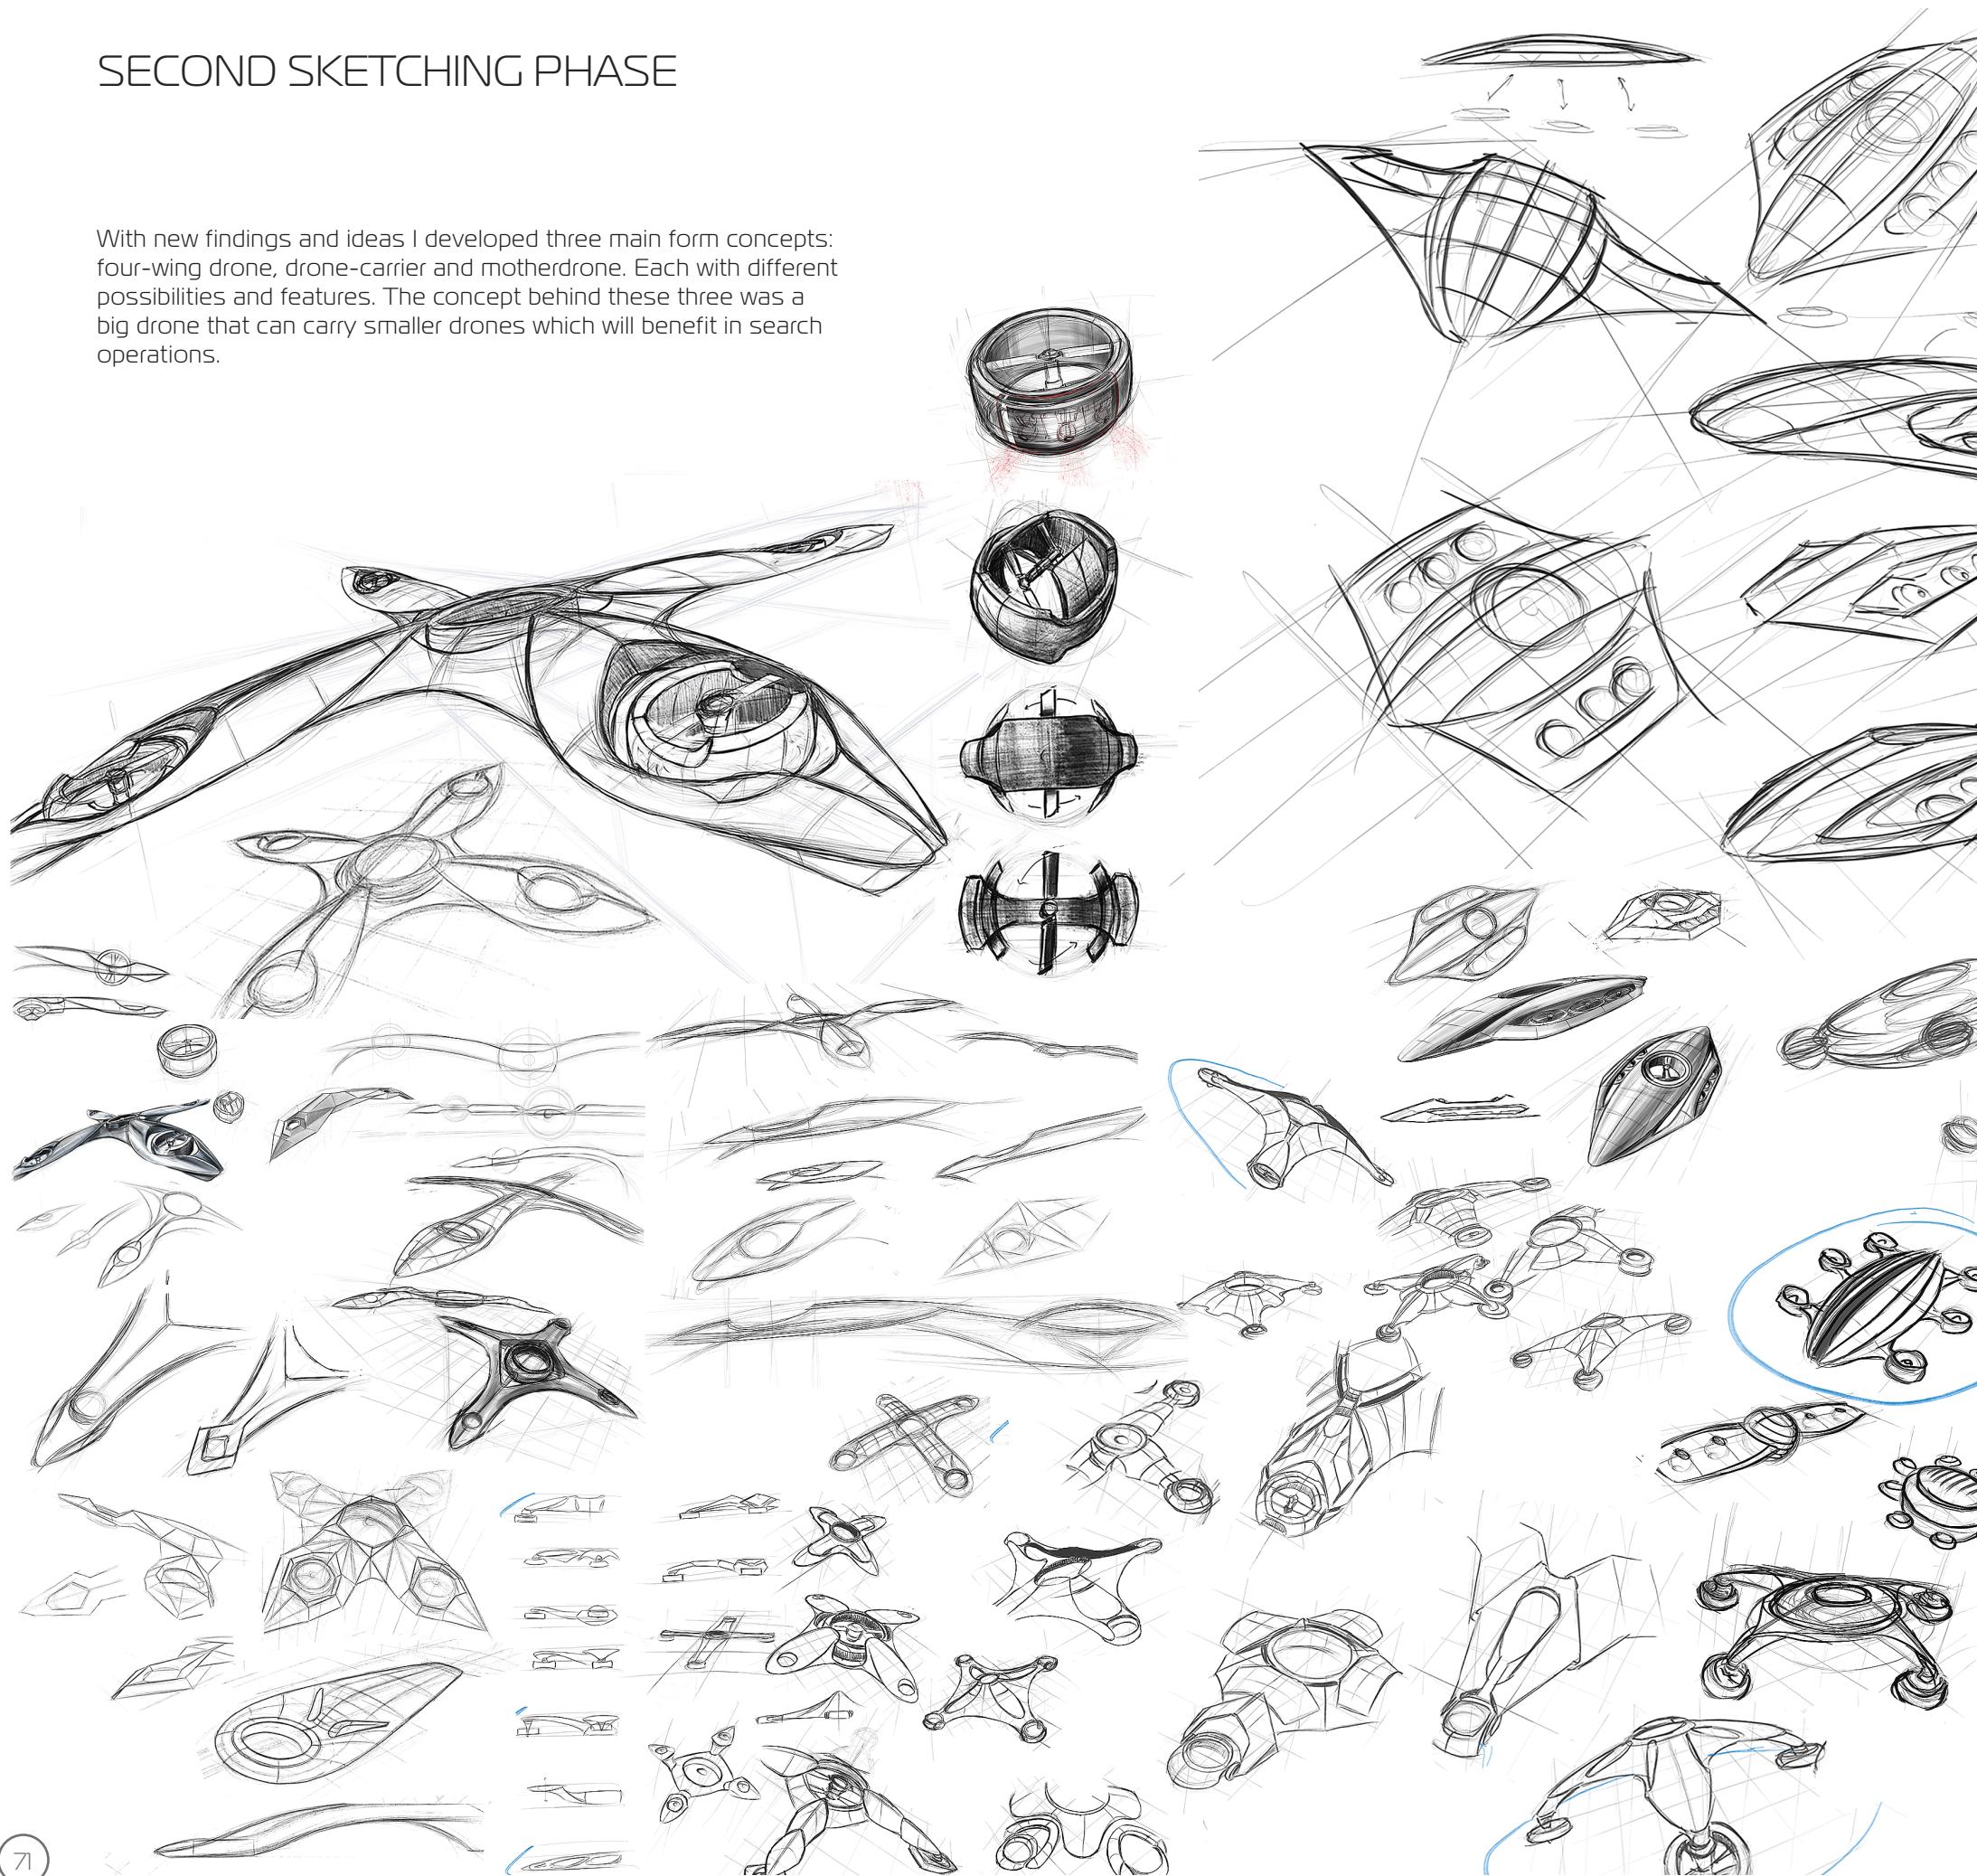 SECOND SKETCHING PHASE
With new findings and ideas I developed three main form concepts:
four-wing drone, drone-carrier and motherdrone. Each with different
possibilities and features. The concept behind these three was a
big drone that can carry smaller drones which will benefit in search
operations.
71